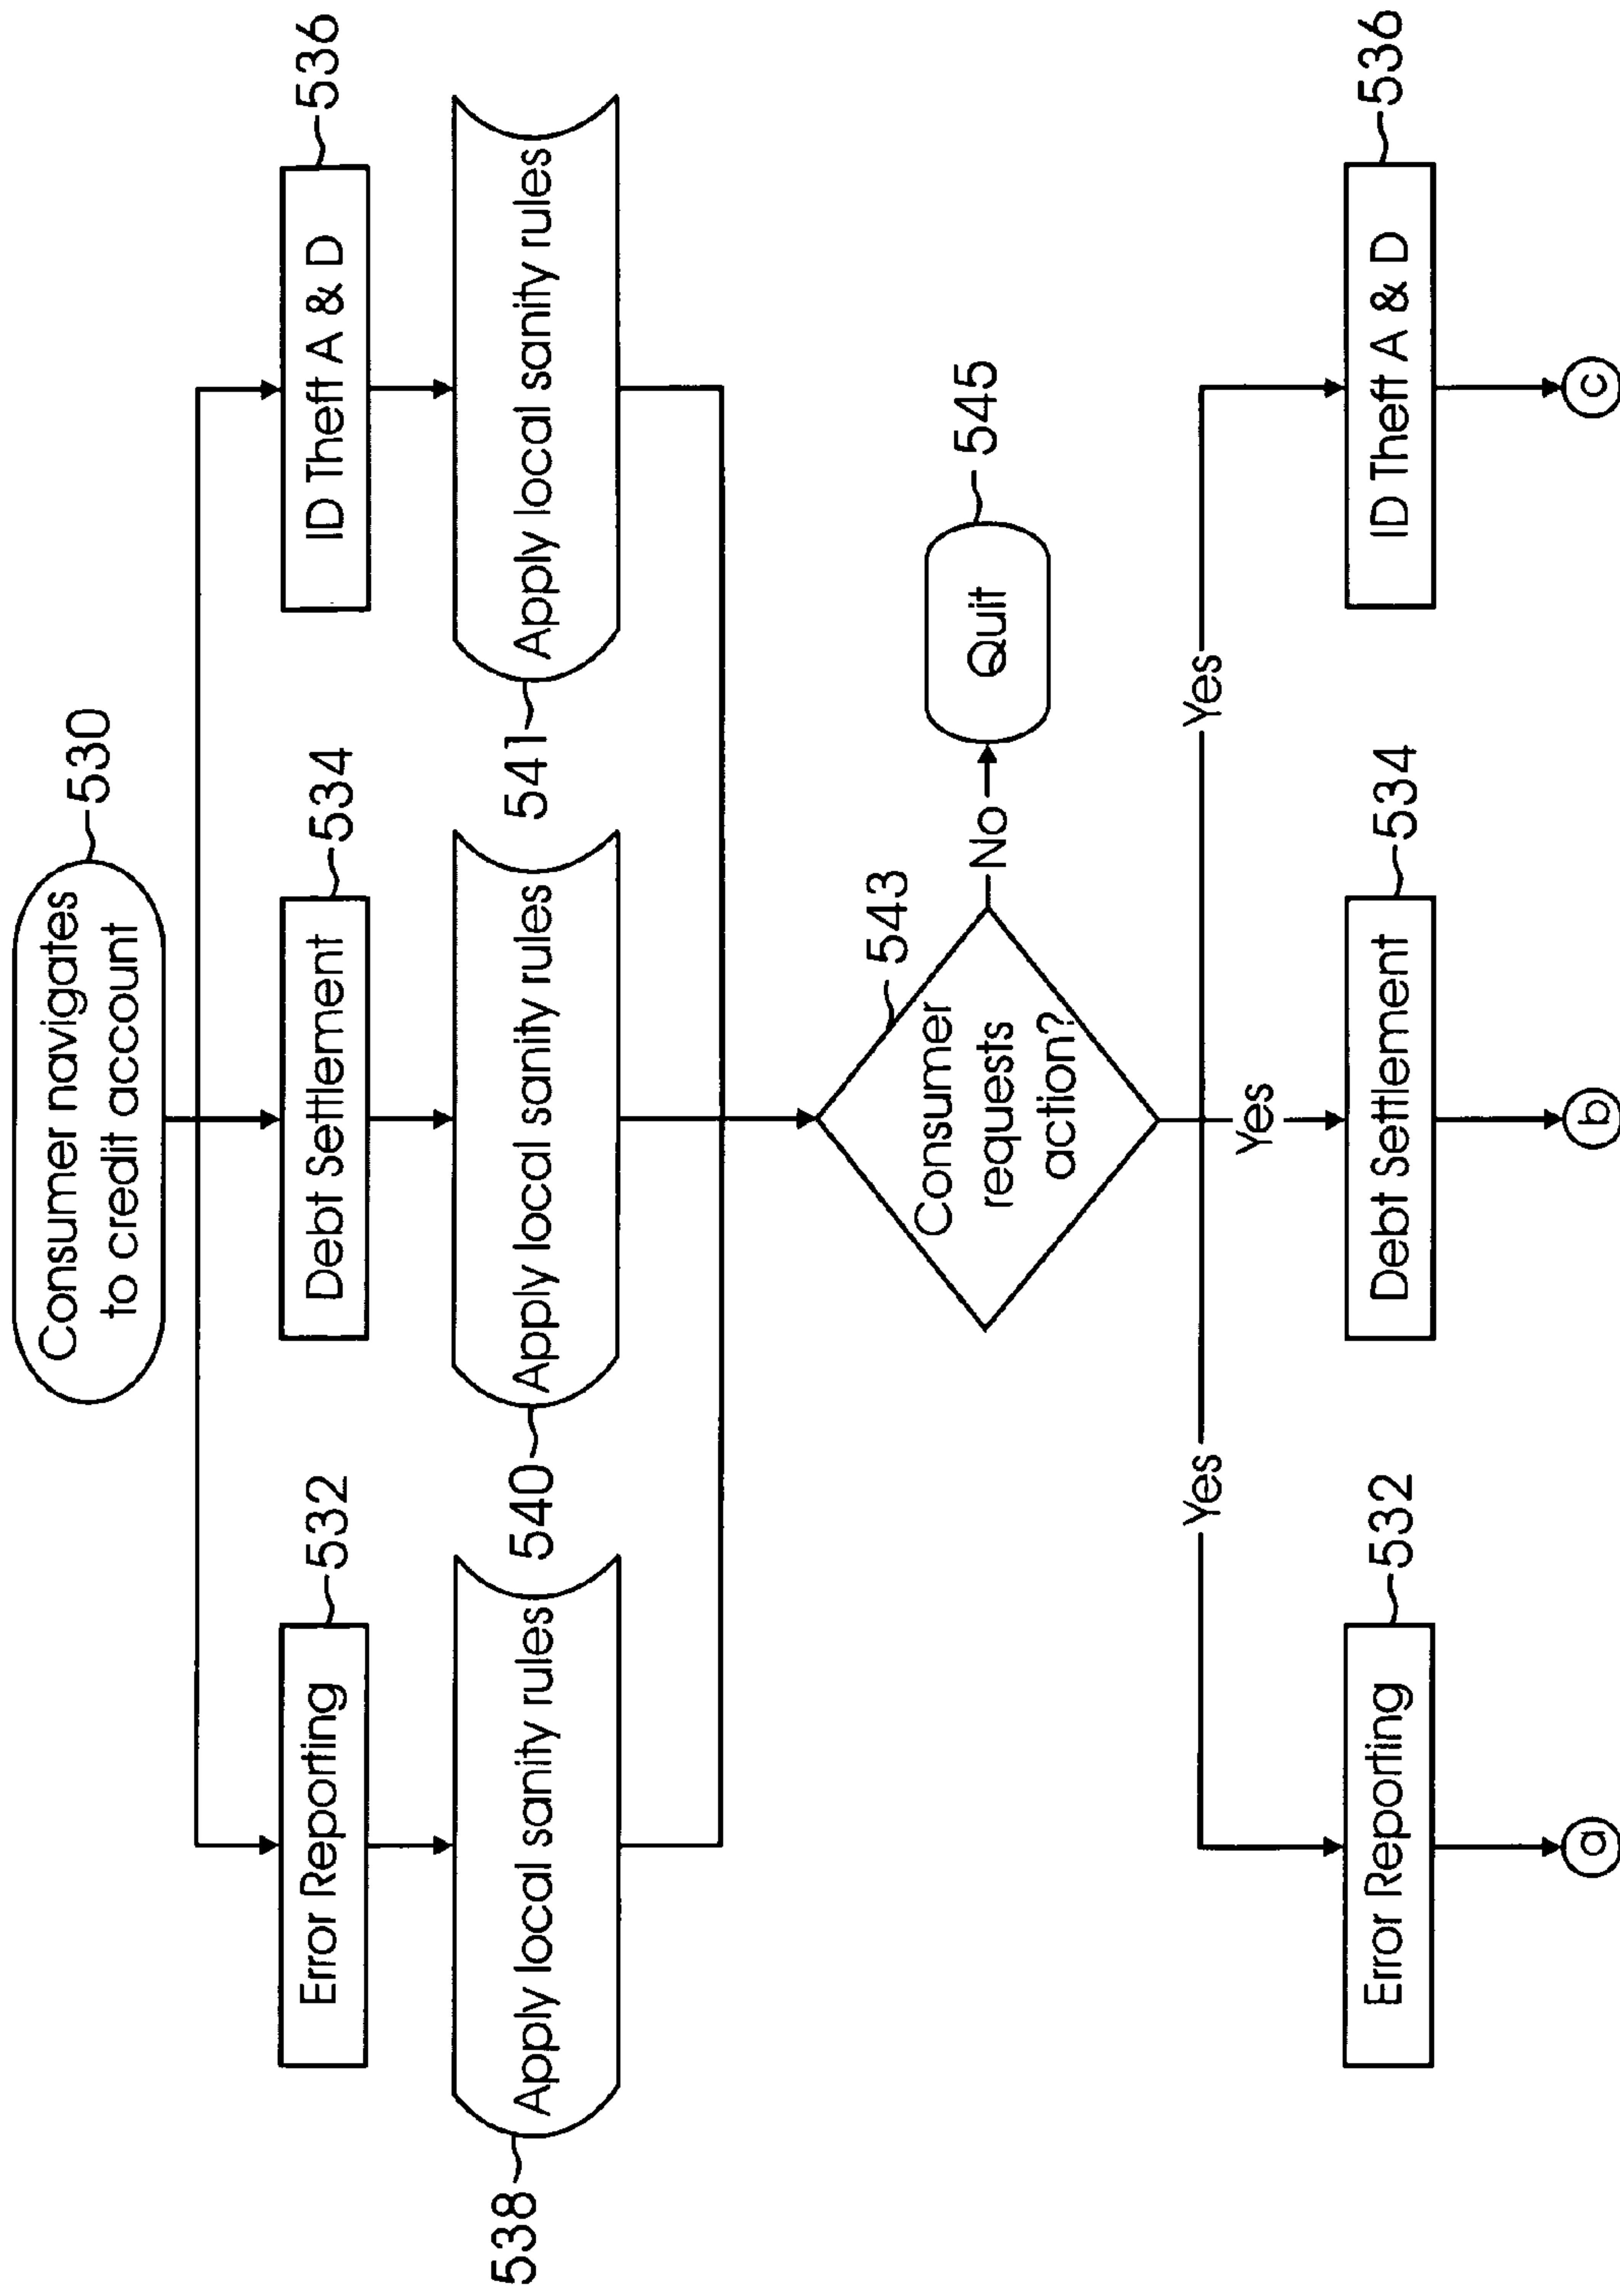 Consumer navigates
to credit account
530
Error Reporting
532
Debt Settlement
534
ID Theft A & D
536
538
Apply local sanity rules
540
Apply local sanity rules
541
Apply local sanity rules
Consumer
requests
action?
543
No
Quit
545
Yes
Yes
Yes
Error Reporting
532
Debt Settlement
534
ID Theft A & D
536
a
b
c